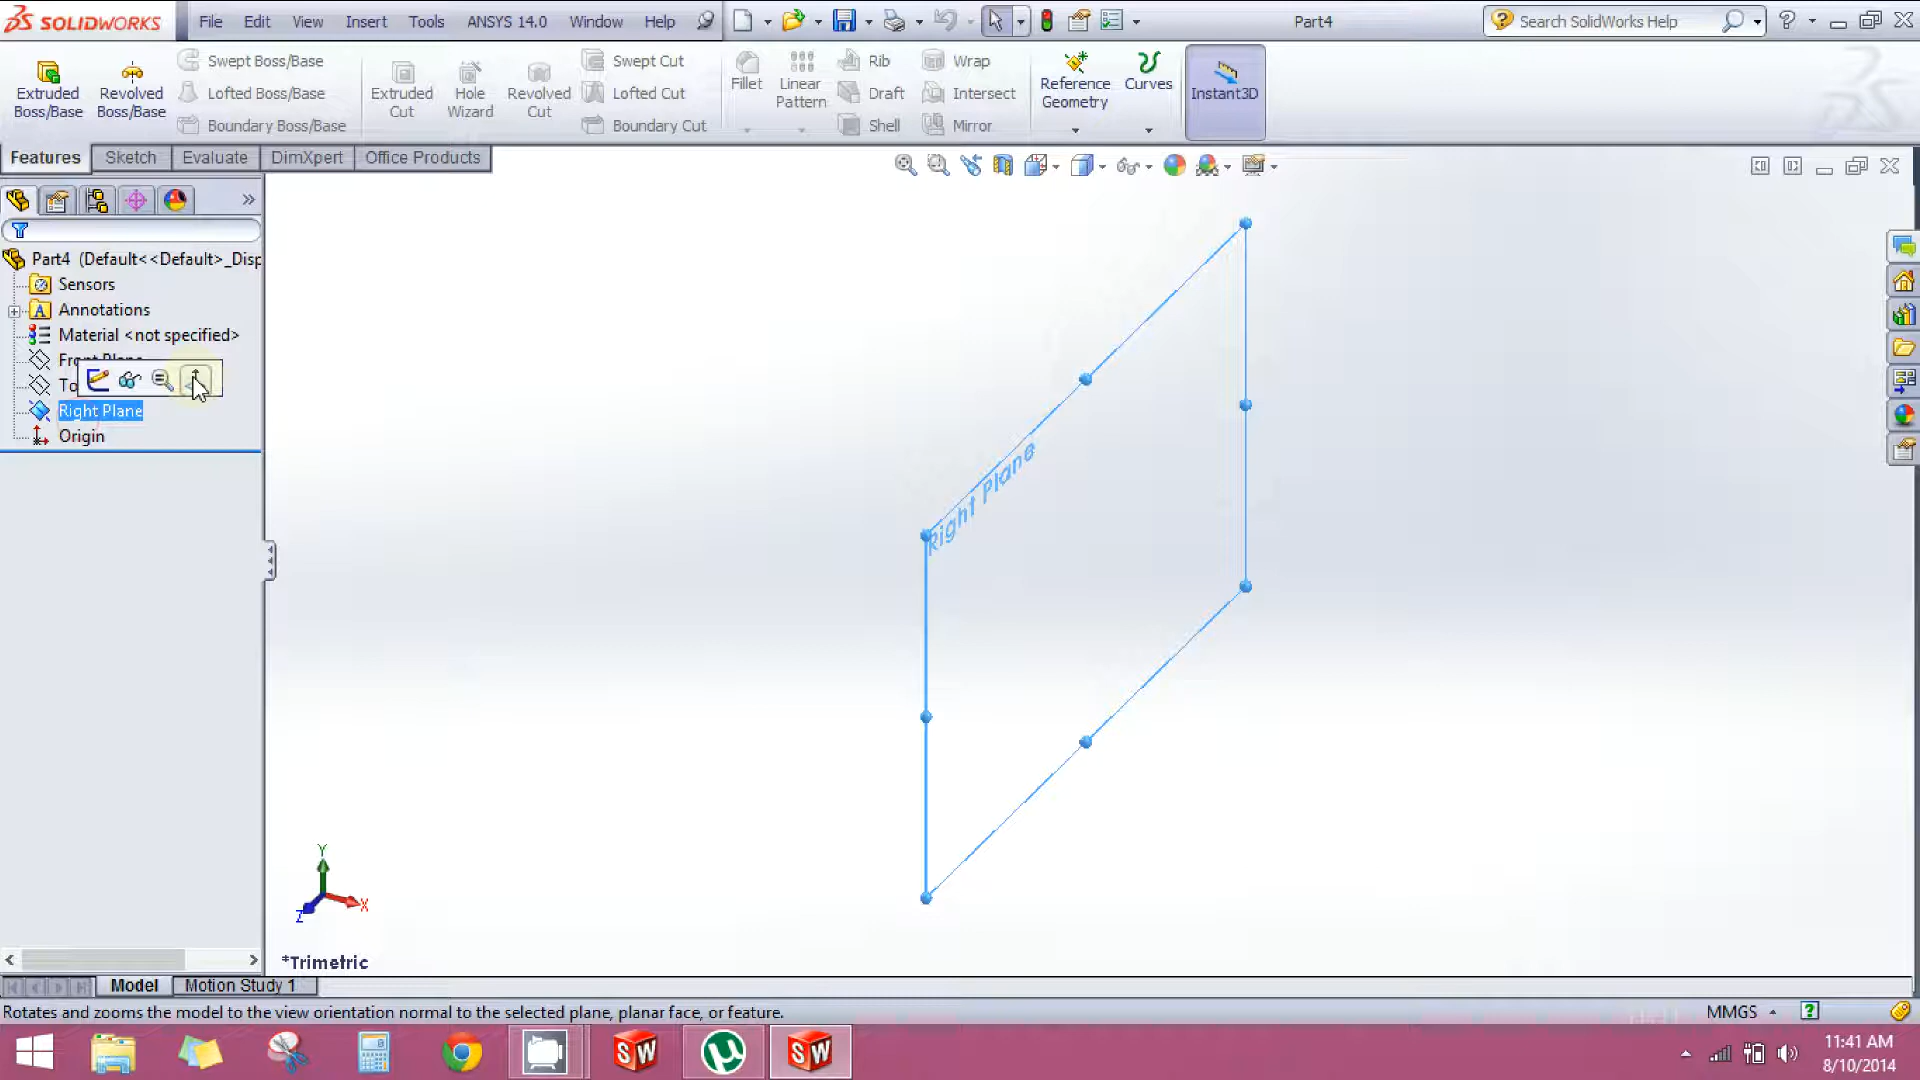 SOLIDWORKS File Edit View Insert Tools ANSYS 14.0 Window Help Part4 Search SolidWorks Help
Extruded Boss/Base
Revolved Boss/Base
Swept Boss/Base
Lofted Boss/Base
Boundary Boss/Base
Extruded Cut
Hole Wizard
Revolved Cut
Swept Cut
Lofted Cut
Boundary Cut
Fillet
Linear Pattern
Rib
Draft
Shell
Wrap
Intersect
Mirror
Reference Geometry
Curves
Instant3D
Features Sketch Evaluate DimXpert Office Products
Part4 (Default<<Default>_Disp
Sensors
Annotations
Material <not specified>
Front Plane
To
Right Plane
Origin
Right Plane
Y
X
Z
*Trimetric
Model Motion Study 1
Rotates and zooms the model to the view orientation normal to the selected plane, planar face, or feature. MMGS
11:41 AM
8/10/2014